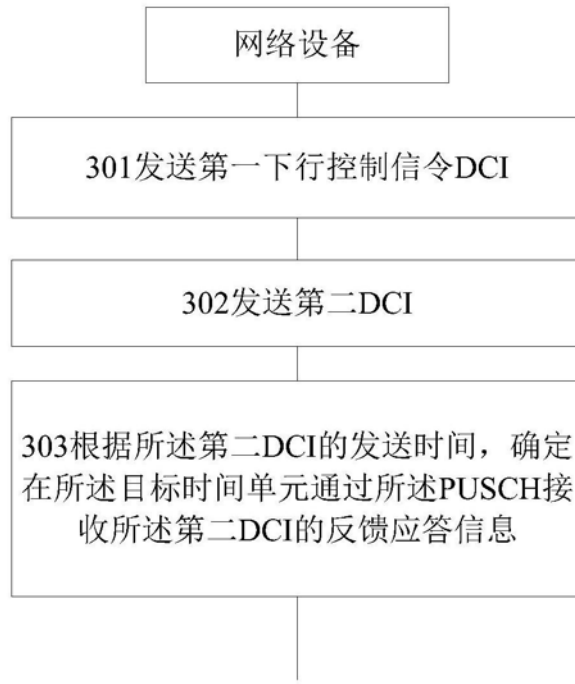 网络设备
301发送第一下行控制信令DCI
302发送第二DCI
303根据所述第二DCI的发送时间，确定
在所述目标时间单元通过所述PUSCH接
收所述第二DCI的反馈应答信息